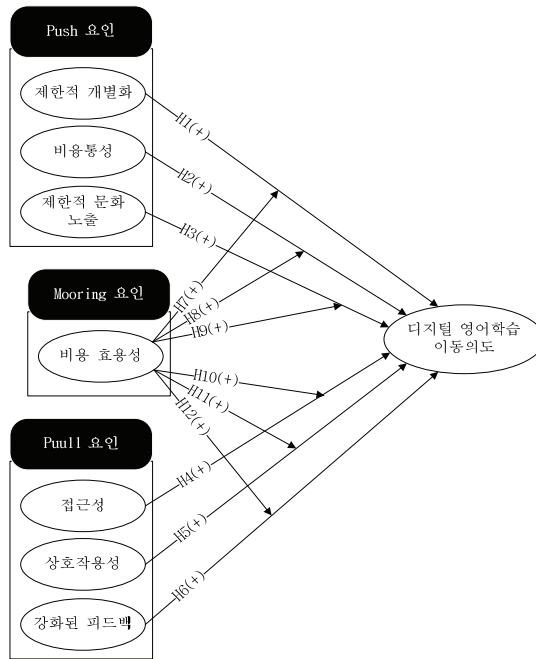 Push 요인
제한적 개별화
비융통성
제한적 문화
노출
H1(+)
H2(+)
H3(+)
Mooring 요인
비용 효용성
H7(+)
H8(+)
H9(+)
H10(+)
H11(+)
H12(+)
디지털 영어학습
이동의도
Puull 요인
접근성
상호작용성
강화된 피드백
H4(+)
H5(+)
H6(+)